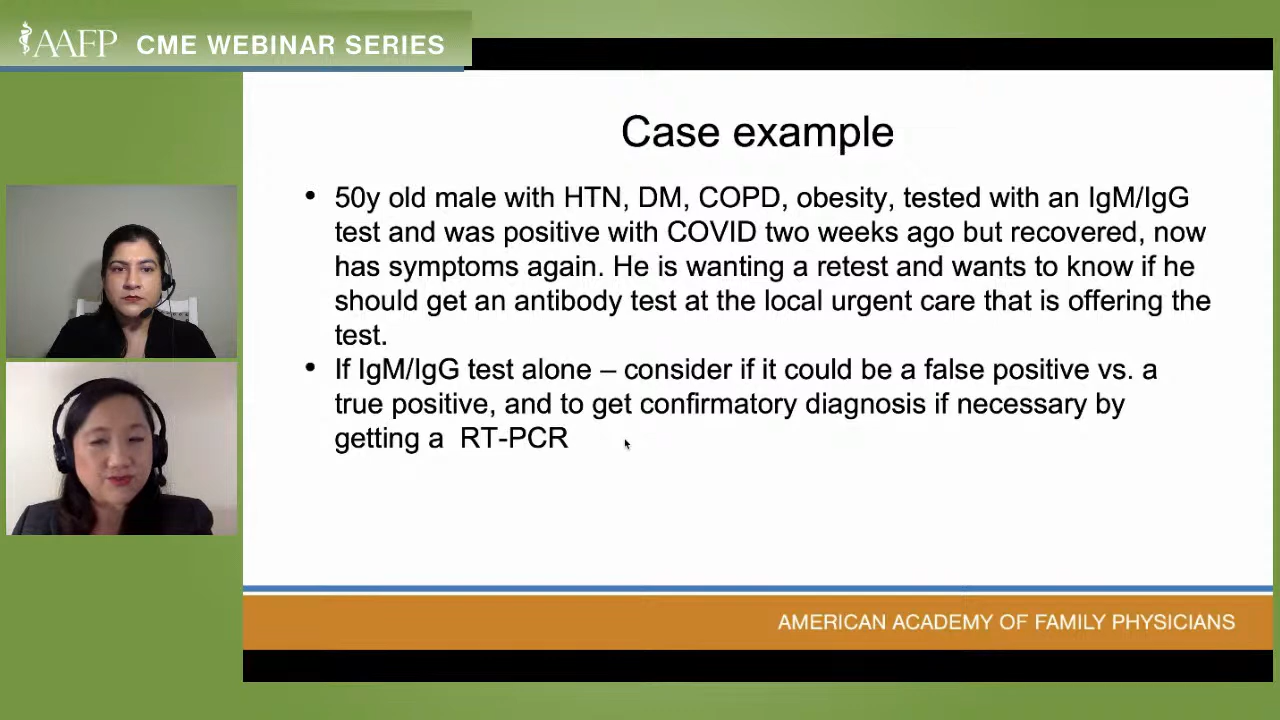 AAFP CME WEBINAR SERIES
Case example
• 50y old male with HTN, DM, COPD, obesity, tested with an IgM/IgG
test and was positive with COVID two weeks ago but recovered, now
has symptoms again. He is wanting a retest and wants to know if he
should get an antibody test at the local urgent care that is offering the
test.
• If IgM/IgG test alone – consider if it could be a false positive vs. a
true positive, and to get confirmatory diagnosis if necessary by
getting a  RT-PCR
AMERICAN ACADEMY OF FAMILY PHYSICIANS